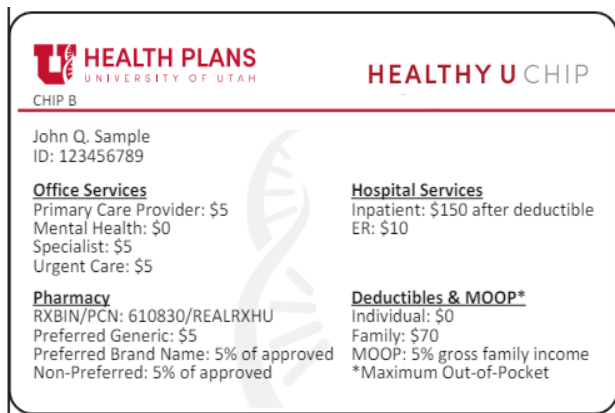 HEALTH PLANS
UNIVERSITY OF UTAH
HEALTHY U CHIP
CHIP B
John Q. Sample
ID: 123456789
Office Services
Primary Care Provider: $5
Mental Health: $0
Specialist: $5
Urgent Care: $5
Hospital Services
Inpatient: $150 after deductible
ER: $10
Pharmacy
RXBIN/PCN: 610830/REALRXHU
Preferred Generic: $5
Preferred Brand Name: 5% of approved
Non-Preferred: 5% of approved
Deductibles & MOOP*
Individual: $0
Family: $70
MOOP: 5% gross family income
*Maximum Out-of-Pocket